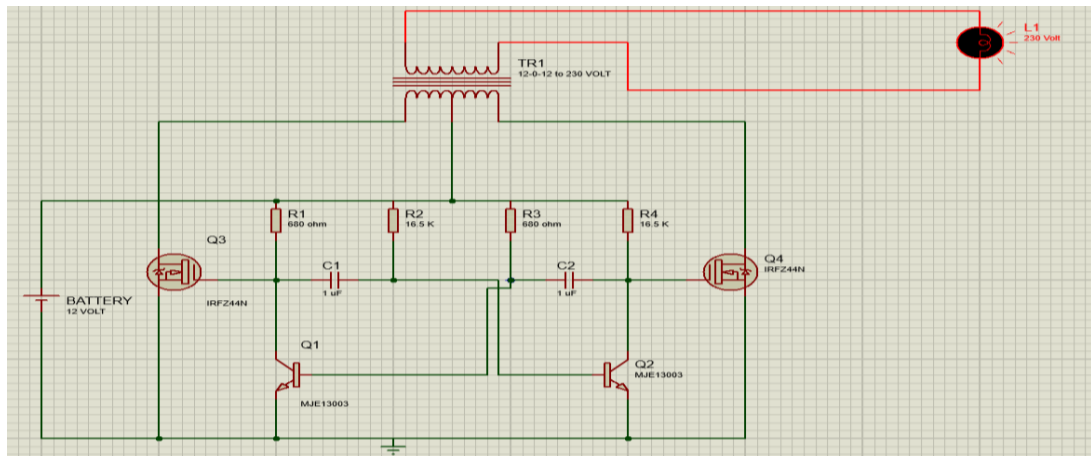 L1
230 Volt
TR1
12-0-12 to 230 VOLT
R1
680 ohm
R2
16.5 K
R3
680 ohm
R4
16.5 K
Q3
IRFZ44N
C1
1 uF
C2
1 uF
Q4
IRFZ44N
BATTERY
12 VOLT
Q1
MJE13003
Q2
MJE13003